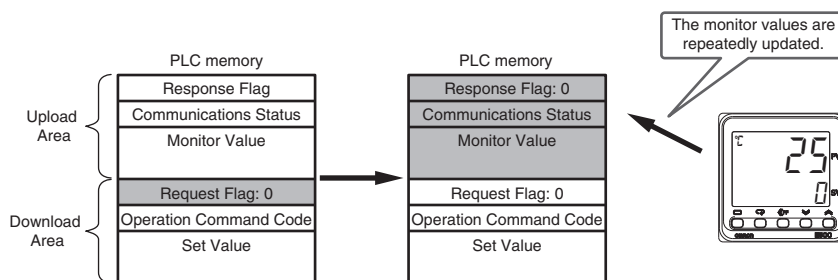 The monitor values are
repeatedly updated.
PLC memory
PLC memory
Upload
Area
Response Flag
Communications Status
Monitor Value
Response Flag: 0
Communications Status
Monitor Value
Download
Area
Request Flag: 0
Operation Command Code
Set Value
Request Flag: 0
Operation Command Code
Set Value
°C
25
0
omron